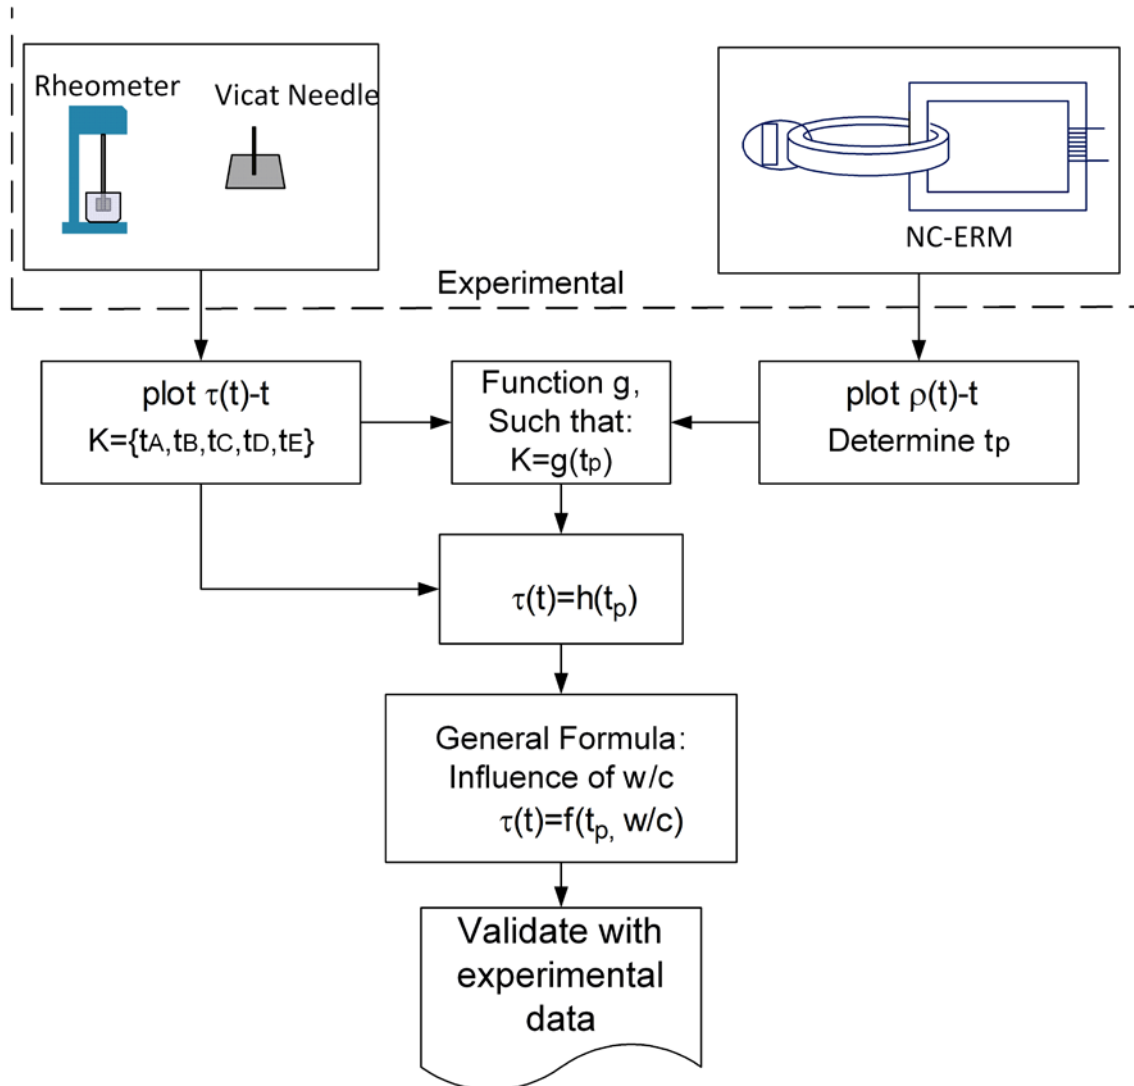 Rheometer
Vicat Needle
NC-ERM
Experimental
plot τ(t)-t
K={tA,tB,tC,tD,tE}
Function g,
Such that:
K=g(tp)
plot ρ(t)-t
Determine tp
τ(t)=h(tp)
General Formula:
Influence of w/c
τ(t)=f(tp, w/c)
Validate with
experimental
data